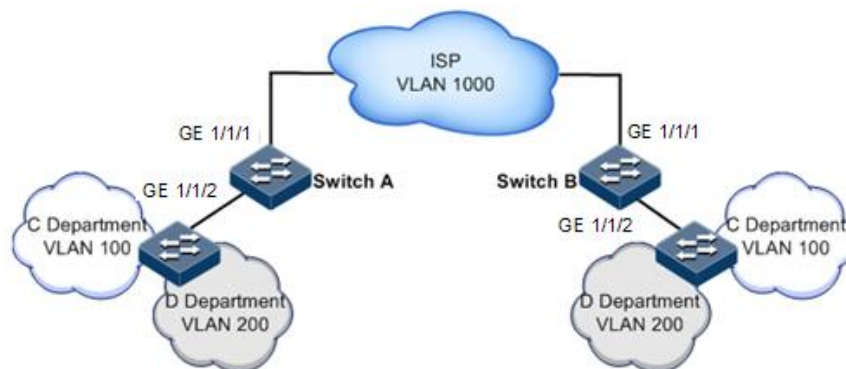 ISP
VLAN 1000
GE 1/1/1
GE 1/1/1
GE 1/1/2
Switch A
Switch B
C Department
VLAN 100
GE 1/1/2
C Department
VLAN 100
D Department
VLAN 200
D Department
VLAN 200